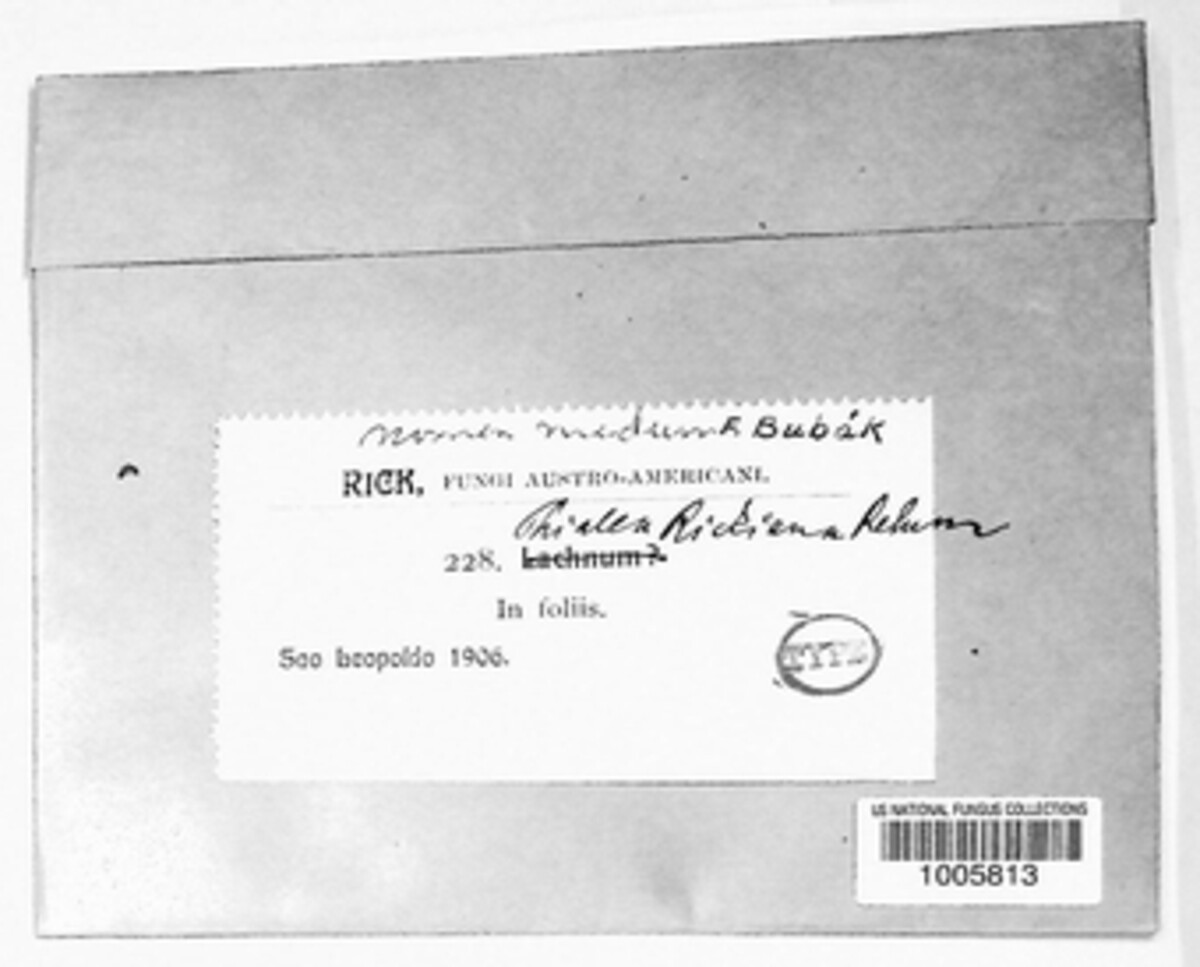 nomen nudum F. Bubák
RICK, FUNGI AUSTRO-AMERICANI.
Phialea Rickiana Rehm
228. Lachnum?
In foliis.
Sao Leopoldo 1906.
TYPE
US NATIONAL FUNGUS COLLECTIONS
1005813